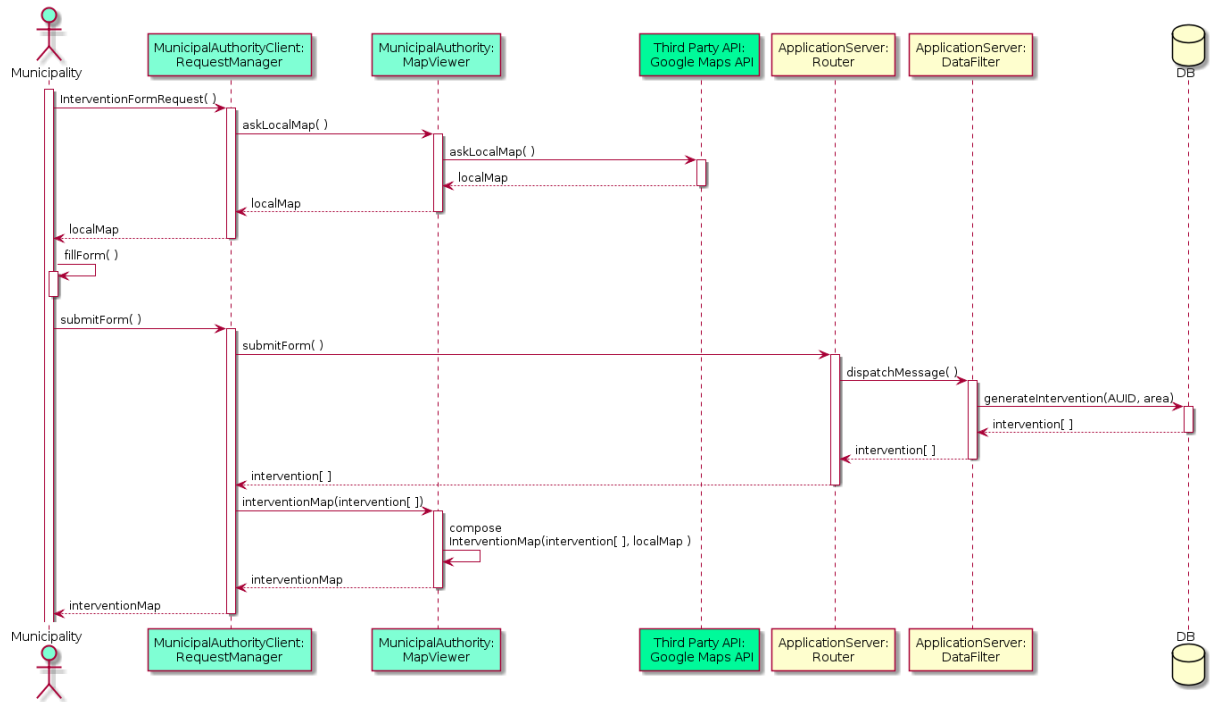 Municipality
MunicipalAuthorityClient:
RequestManager
MunicipalAuthority:
MapViewer
Third Party API:
Google Maps API
ApplicationServer:
Router
ApplicationServer:
DataFilter
DB
InterventionFormRequest( )
askLocalMap( )
askLocalMap( )
localMap
localMap
localMap
fillForm( )
submitForm( )
submitForm( )
dispatchMessage( )
generateIntervention(AUID, area)
intervention[ ]
intervention[ ]
intervention[ ]
interventionMap(intervention[ ])
compose
InterventionMap(intervention[ ], localMap )
interventionMap
interventionMap
Municipality
MunicipalAuthorityClient:
RequestManager
MunicipalAuthority:
MapViewer
Third Party API:
Google Maps API
ApplicationServer:
Router
ApplicationServer:
DataFilter
DB